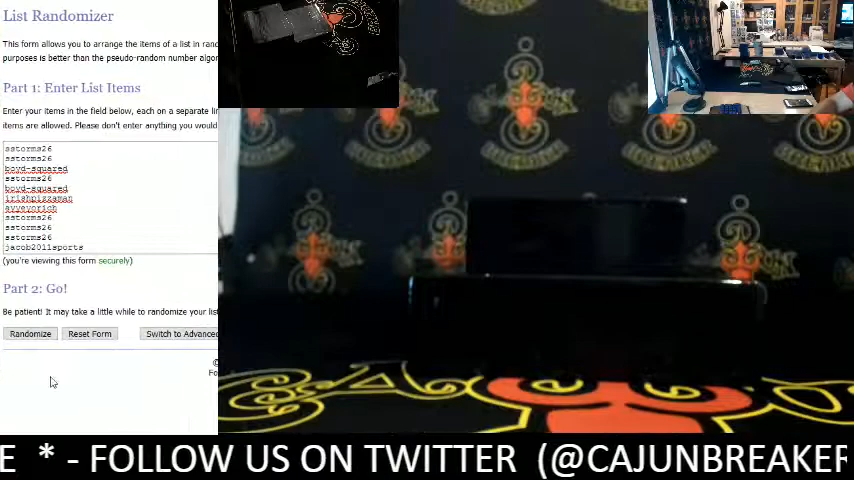 List Randomizer
This form allows you to arrange the items of a list in ran
purposes is better than the pseudo-random number algor
Part 1: Enter List Items
Enter your items in the field below, each on a separate lin
items are allowed. Please don't enter anything you would
sstorms26
sstorms26
boyd-squared
sstorms26
boyd-squared
irishpizzaman
ayyeyorich
sstorms26
sstorms26
sstorms26
jacob2011sports
(you're viewing this form securely)
Part 2: Go!
Be patient! It may take a little while to randomize your list
Randomize Reset Form Switch to Advanced
©
Fo
E * - FOLLOW US ON TWITTER (@CAJUNBREAKER